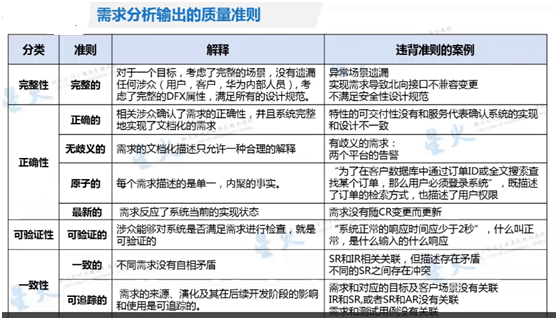 需求分析输出的质量准则
分类 准则 解释 违背准则的案例
完整性 完整的 对于一个目标，考虑了完整的场景，没有遗漏
任何涉众（用户，客户，华为内部人员），考
虑了完整的DFX属性，满足所有的设计规范。
异常场景遗漏
实现需求导致北向接口不兼容变更
不满足安全性设计规范
正确性 正确的 相关涉众确认了需求的正确性，并且系统完整
地实现了文档化的需求
特性的可交付性没有和服务代表确认系统的实现
和设计不一致
无歧义的 需求的文档化描述只允许一种合理的解释
有歧义的需求：
两个平台的告警
原子的 每个需求描述的是单一，内聚的事实。
“为了在客户数据库中通过订单ID或全文搜索查
找某个订单，那么用户必须登录系统”，既描述
了订单的检索方式，也描述了用户权限
最新的 需求反应了系统当前的实现状态 需求没有随CR变更而更新
可验证性 可验证的 涉众能够对系统是否满足需求进行检查，就是
可验证的
“系统正常的响应时间应少于2秒”，什么叫正
常，是什么输入的什么响应
一致性 一致的 不同需求没有自相矛盾
SR和IR相关关联，但描述存在矛盾
不同的SR之间存在冲突
可追踪的 需求的来源、演化及其在后续开发阶段的影响
和使用是可追踪的。
需求和对应的目标及客户场景没有关联
IR和SR,或者SR和AR没有关联
需求和测试用例没有关联
星火